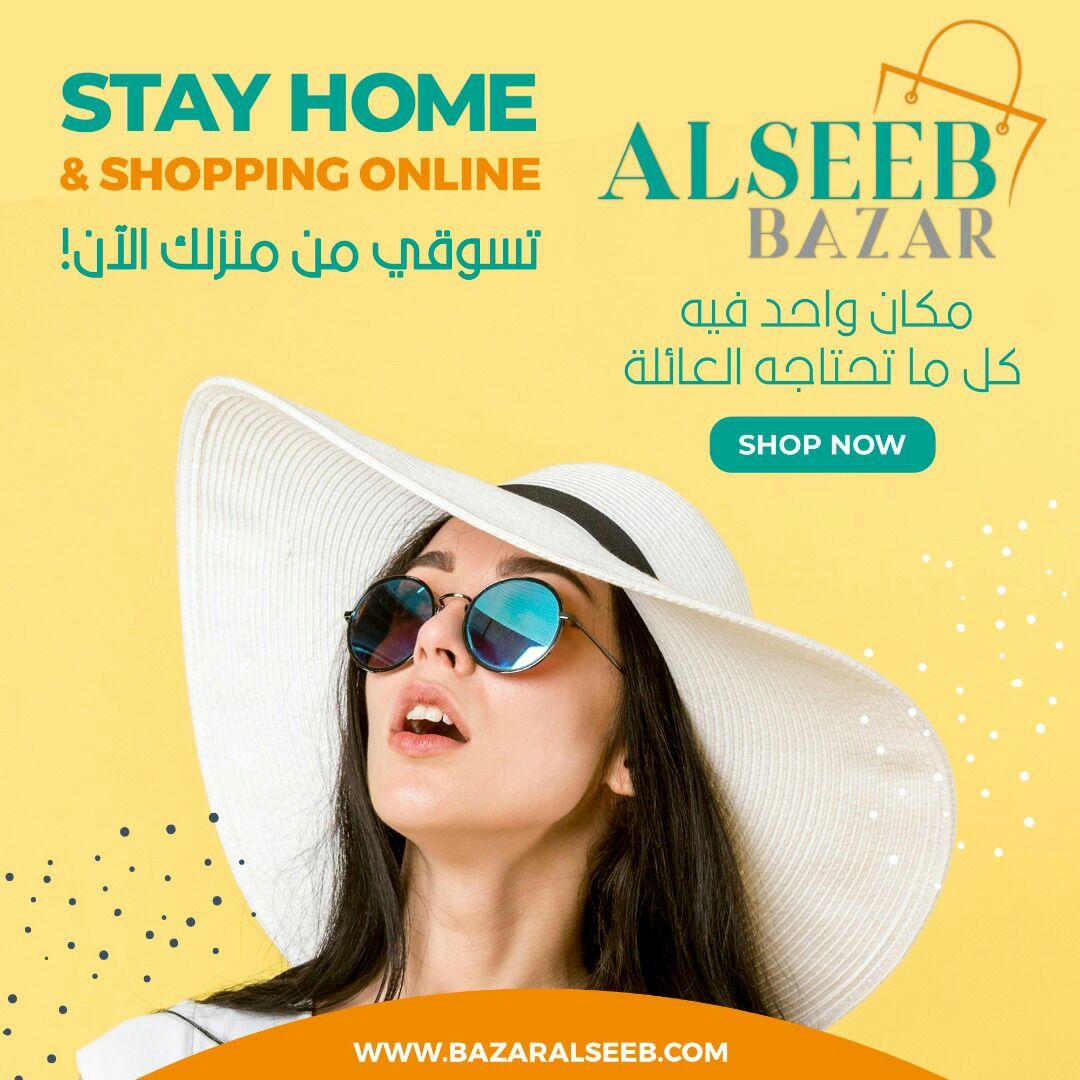 STAY HOME
& SHOPPING ONLINE
تسوقي من منزلك الآن!
ALSEEB
BAZAR
مكان واحد فيه
كل ما تحتاجه العائلة
SHOP NOW
WWW.BAZARALSEEB.COM